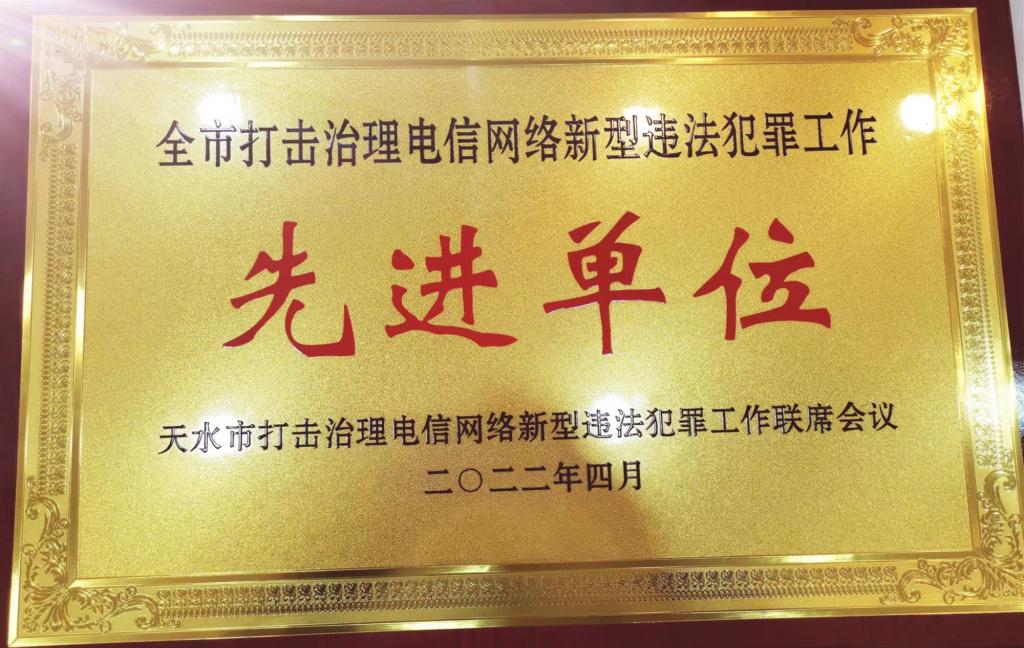 全市打击治理电信网络新型违法犯罪工作
先进单位
天水市打击治理电信网络新型违法犯罪工作联席会议
二〇二二年四月